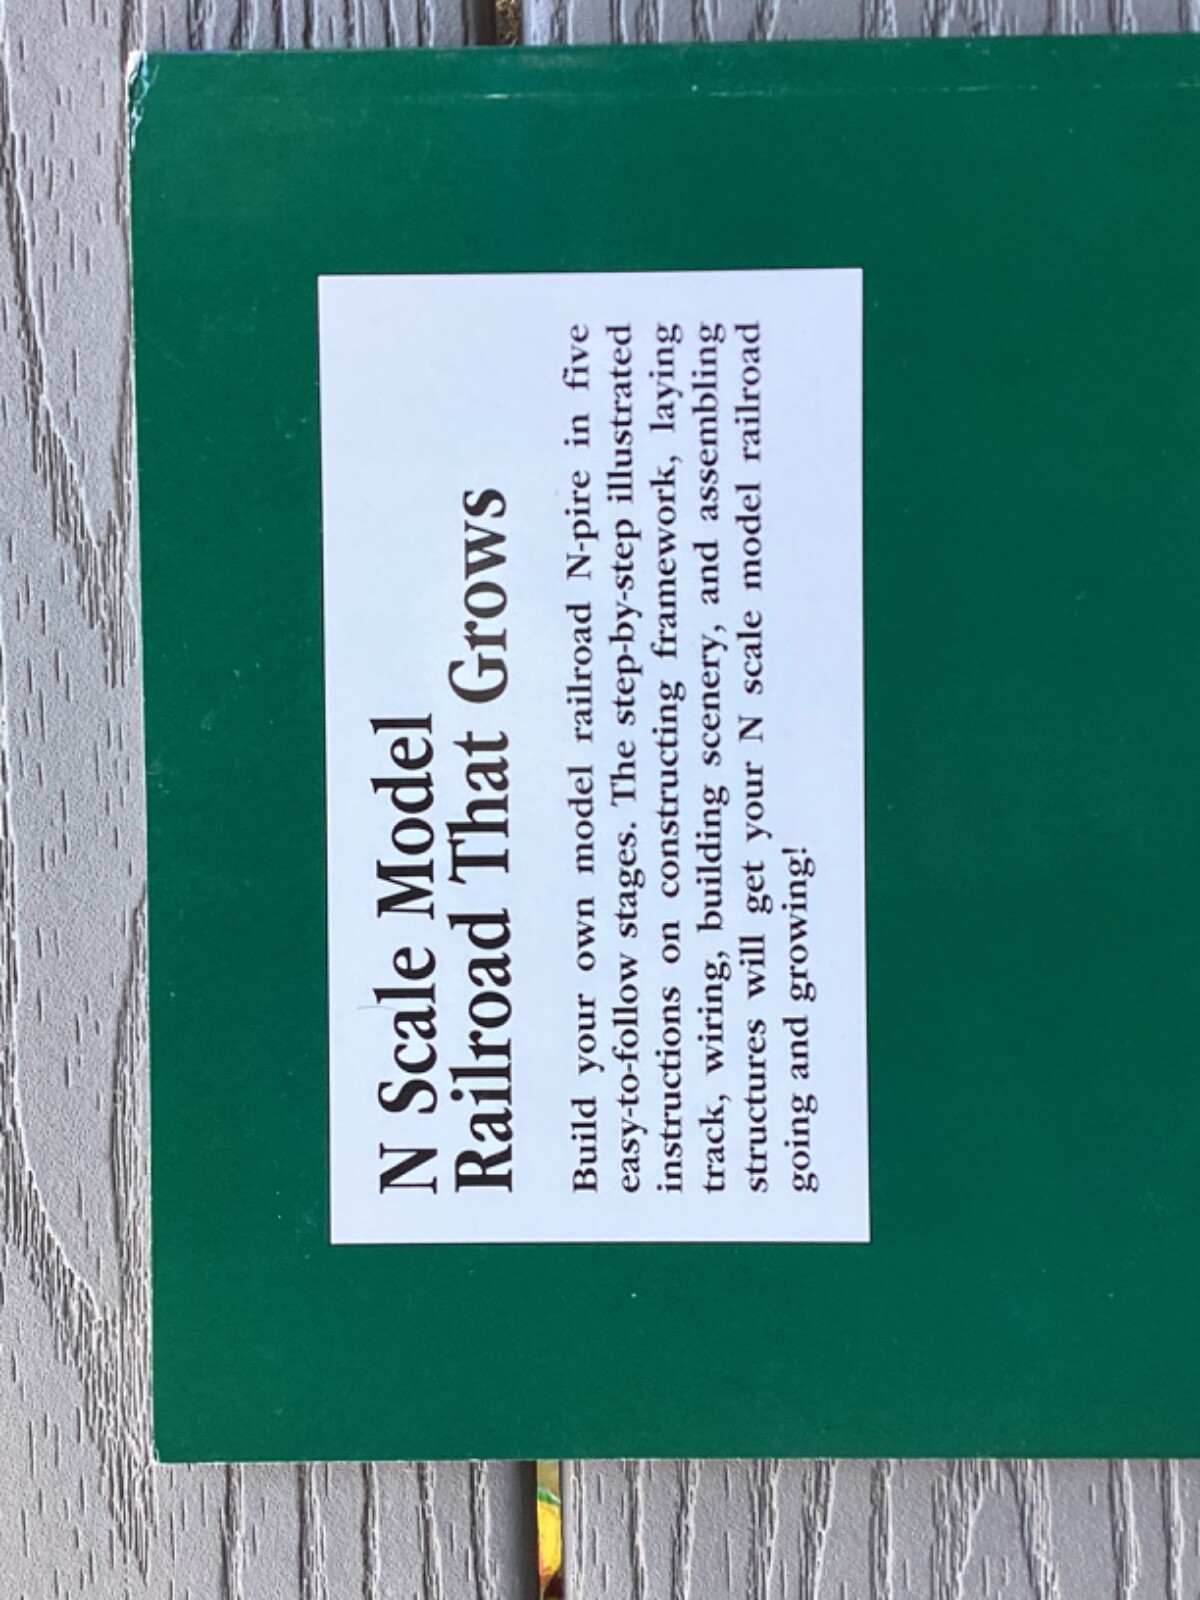 N Scale Model
Railroad That Grows
Build your own model railroad N-pire in five
easy-to-follow stages. The step-by-step illustrated
instructions on constructing framework, laying
track, wiring, building scenery, and assembling
structures will get your N scale model railroad
going and growing!